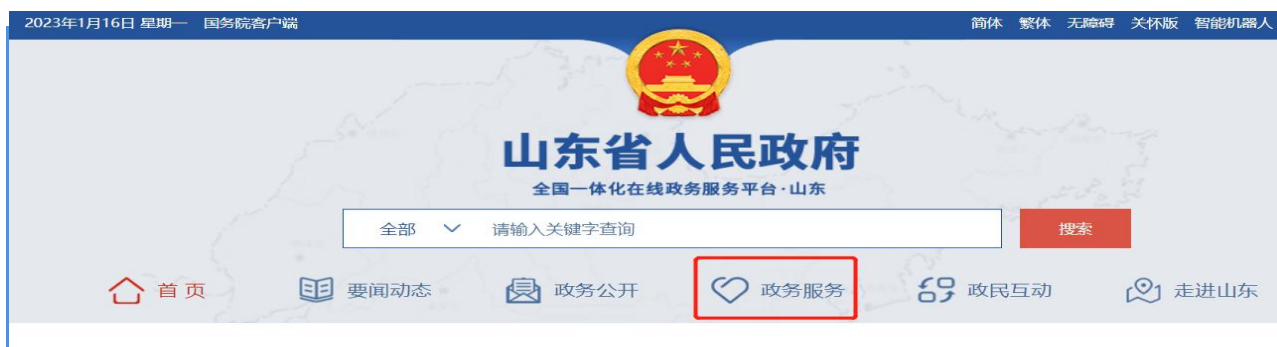 2023年1月16日 星期一 国务院客户端 简体 繁体 无障碍 关怀版 智能机器人
山东省人民政府
全国一体化在线政务服务平台·山东
全部 请输入关键字查询 搜索
首页 要闻动态 政务公开 政务服务 政民互动 走进山东